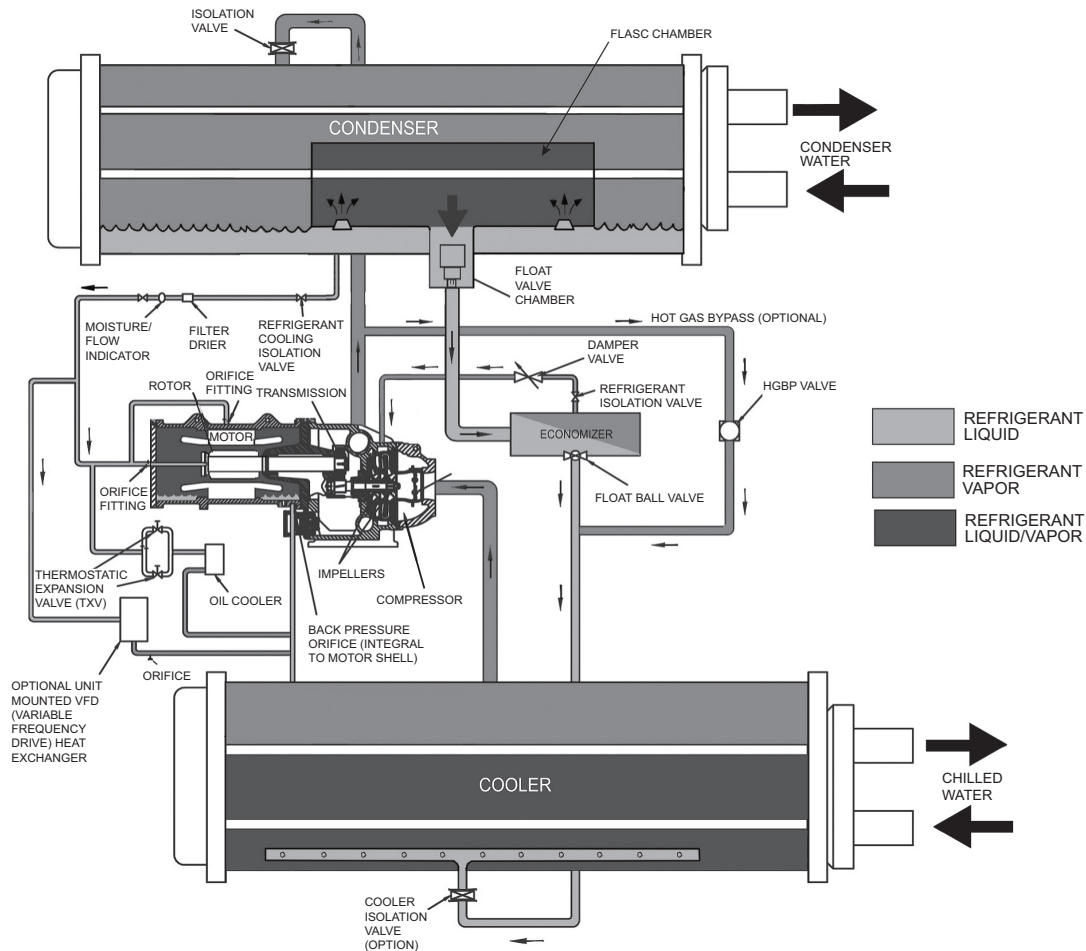 ISOLATION
VALVE
FLASC CHAMBER
CONDENSER
CONDENSER
WATER
FLOAT
VALVE
CHAMBER
MOISTURE/
FLOW
INDICATOR
FILTER
DRIER
REFRIGERANT
COOLING
ISOLATION
VALVE
HOT GAS BYPASS (OPTIONAL)
DAMPER
VALVE
REFRIGERANT
ISOLATION VALVE
HGBP VALVE
ROTOR
ORIFICE
FITTING
TRANSMISSION
MOTOR
ECONOMIZER
FLOAT BALL VALVE
ORIFICE
FITTING
REFRIGERANT
LIQUID
REFRIGERANT
VAPOR
REFRIGERANT
LIQUID/VAPOR
THERMOSTATIC
EXPANSION
VALVE (TXV)
OIL COOLER
IMPELLERS
COMPRESSOR
BACK PRESSURE
ORIFICE (INTEGRAL
TO MOTOR SHELL)
ORIFICE
OPTIONAL UNIT
MOUNTED VFD
(VARIABLE
FREQUENCY
DRIVE) HEAT
EXCHANGER
COOLER
CHILLED
WATER
COOLER
ISOLATION
VALVE
(OPTION)